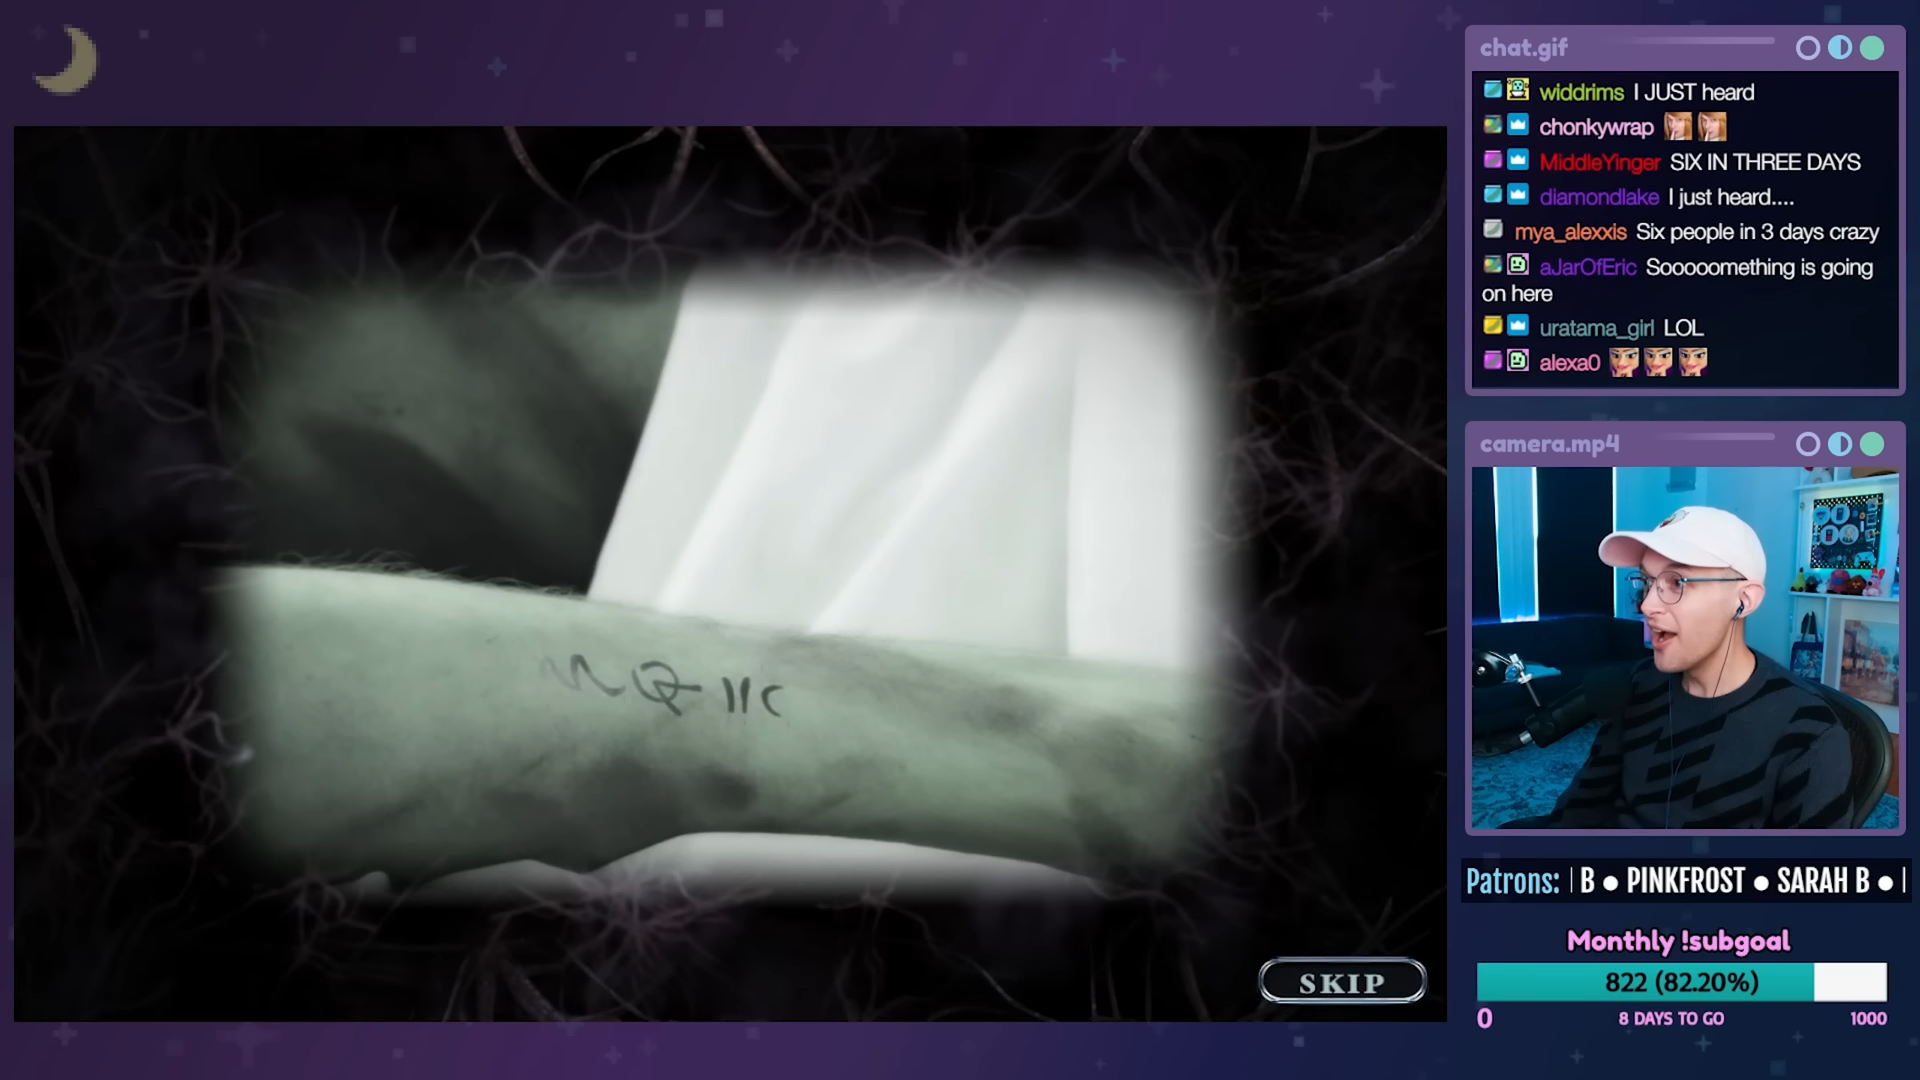 chat.gif
widdrims I JUST heard
chonkywrap
MiddleYinger SIX IN THREE DAYS
diamondlake I just heard....
mya_alexxis Six people in 3 days crazy
aJarOfEric Sooooomething is going
on here
uratama_girl LOL
alexa0
camera.mp4
SKIP
Patrons: B ● PINKFROST ● SARAH B ●
Monthly !subgoal
822 (82.20%)
0 8 DAYS TO GO 1000